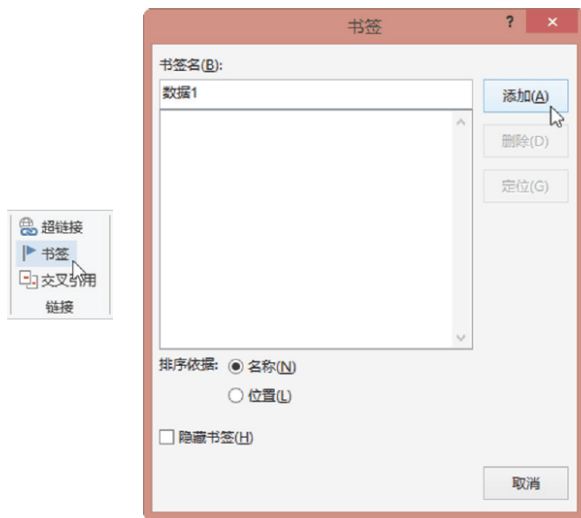 超链接
书签
交叉引用
链接
书签
?
书签名(B):
数据1
添加(A)
删除(D)
定位(G)
排序依据:
名称(N)
位置(L)
隐藏书签(H)
取消